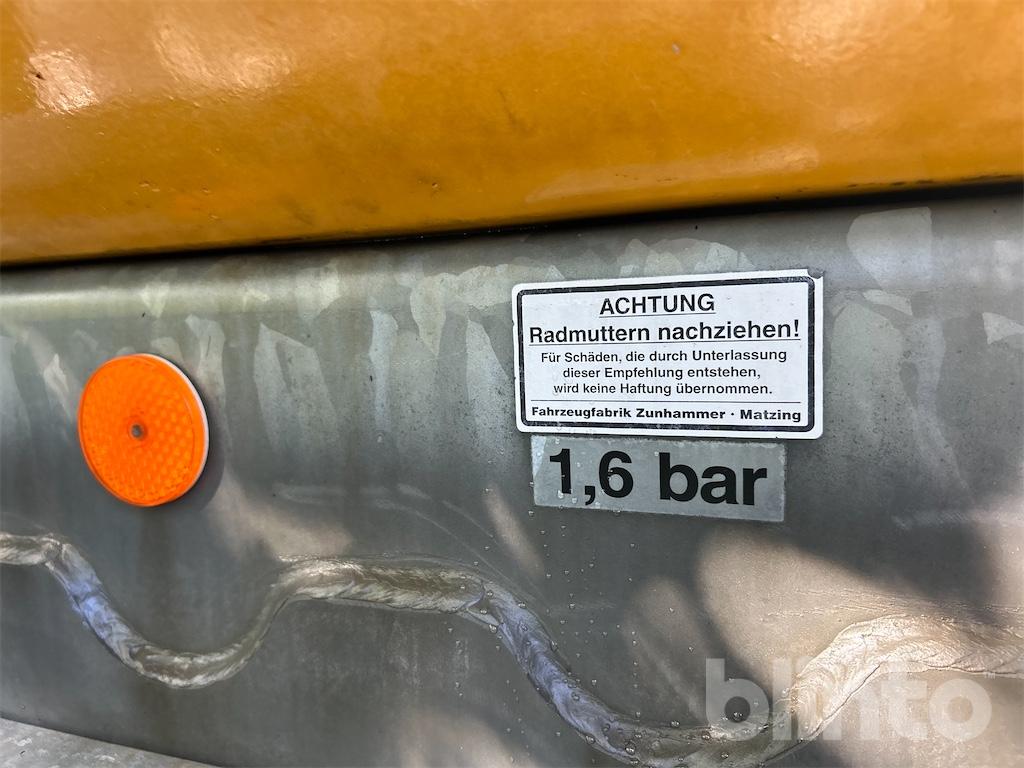 ACHTUNG
Radmuttern nachziehen!
Für Schäden, die durch Unterlassung
dieser Empfehlung entstehen,
wird keine Haftung übernommen.
Fahrzeugfabrik Zunhammer · Matzing
1,6 bar
blinto